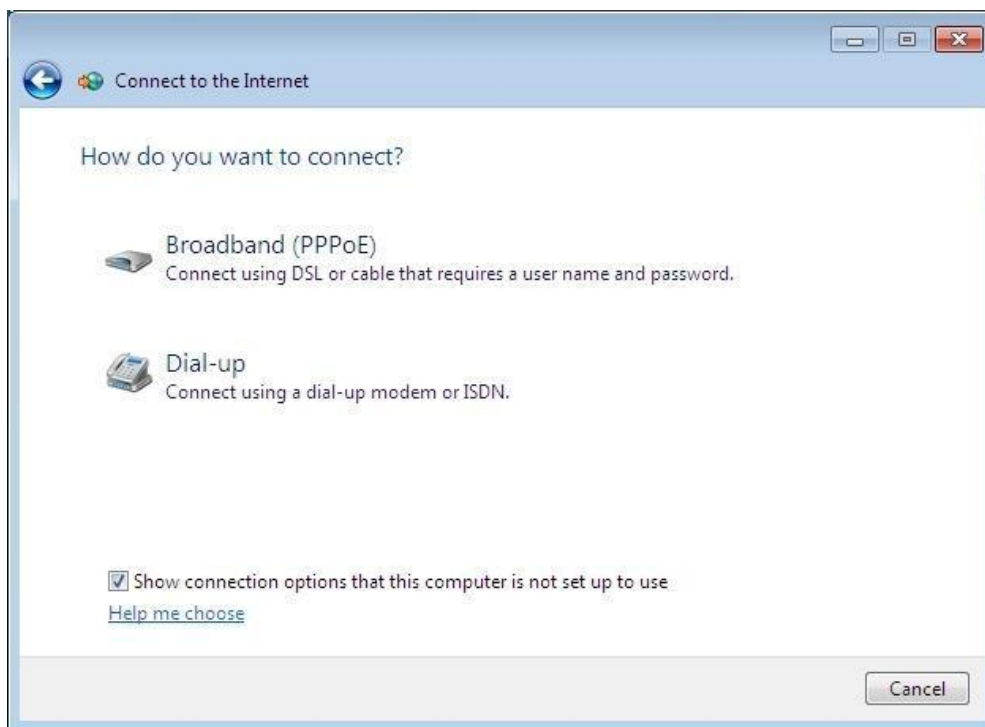 Connect to the Internet
How do you want to connect?
Broadband (PPPoE)
Connect using DSL or cable that requires a user name and password.
Dial-up
Connect using a dial-up modem or ISDN.
Show connection options that this computer is not set up to use
Help me choose
Cancel